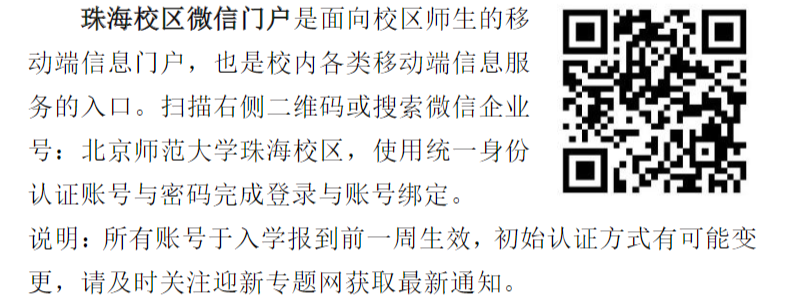 珠海校区微信门户是面向校区师生的移
动端信息门户，也是校内各类移动端信息服
务的入口。扫描右侧二维码或搜索微信企业
号：北京师范大学珠海校区，使用统一身份
认证账号与密码完成登录与账号绑定。
说明：所有账号于入学报到前一周生效，初始认证方式有可能变
更，请及时关注迎新专题网获取最新通知。